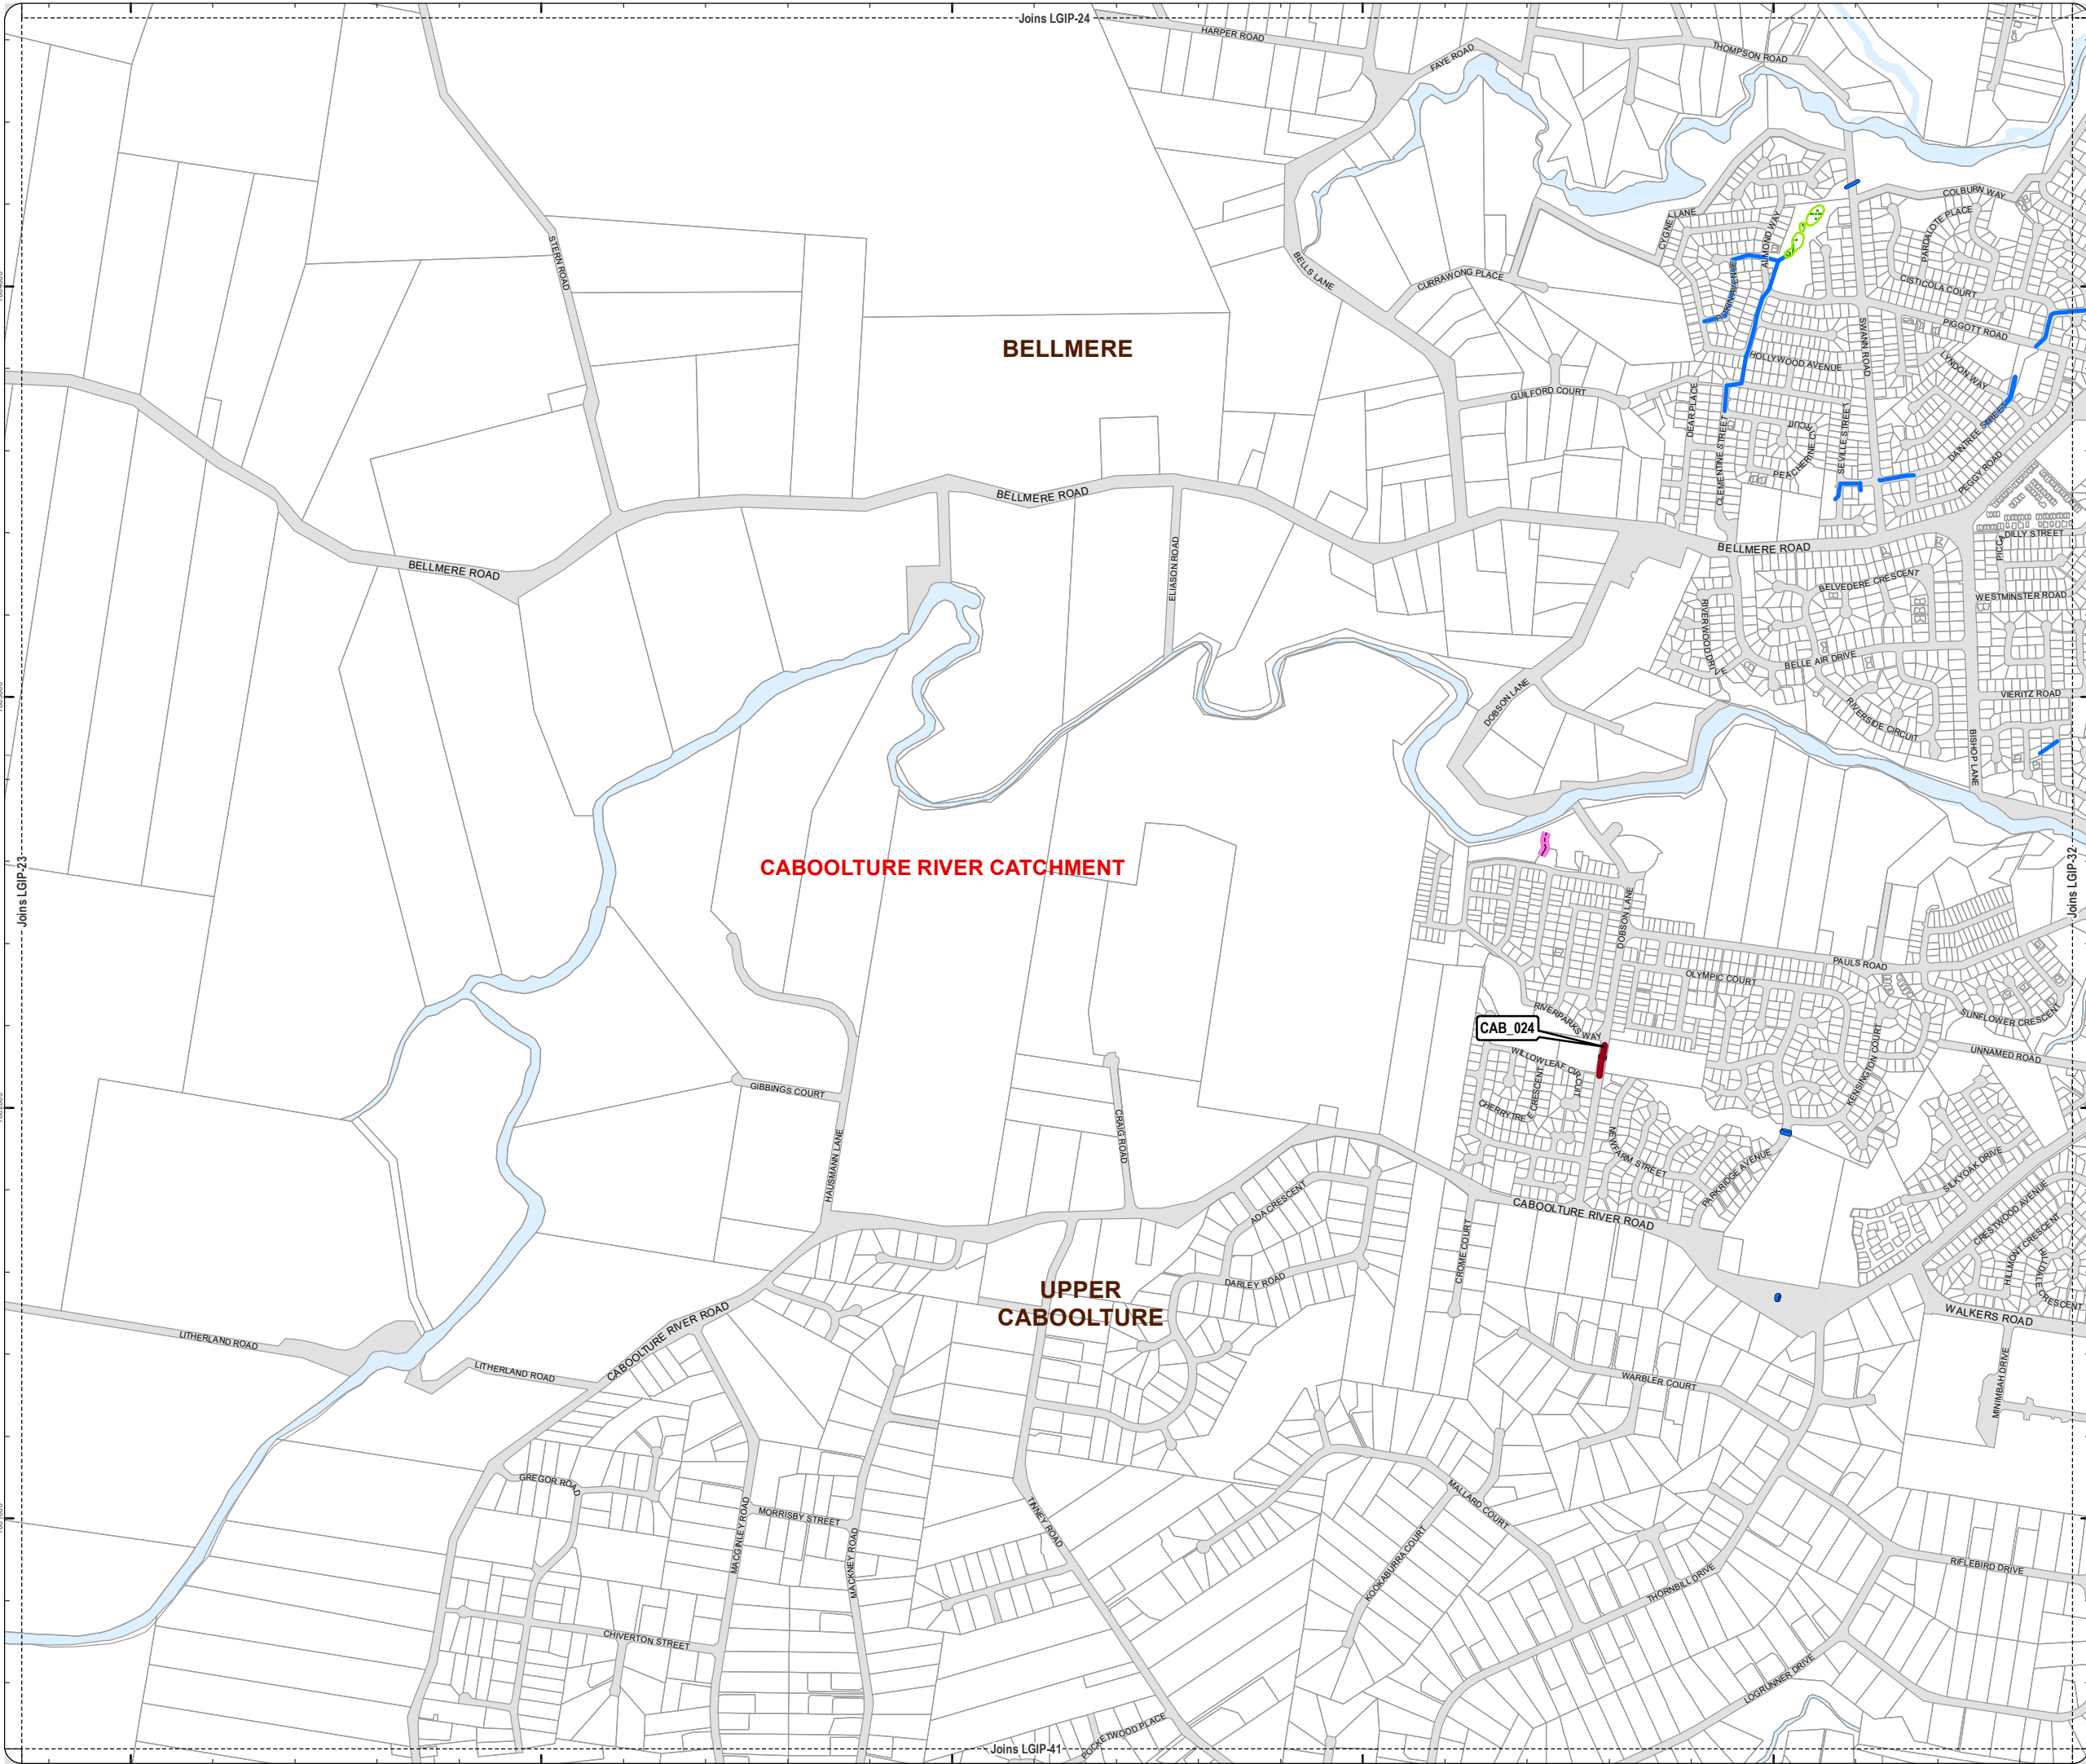 Joins LGIP-24
HARPER ROAD
FAYE ROAD
THOMPSON ROAD
COLBURN WAY
CYGNET LANE
ALMOND WAY
PARDALOTE PLACE
STERN ROAD
BELLS LANE
CURRAWONG PLACE
CISTICOLA COURT
PIGGOTT ROAD
SWANN ROAD
BELLMERE
HOLLYWOOD AVENUE
LYNDON WAY
GUILFORD COURT
DEAR PLACE
CLEMENTINE STREET
PEACHERINE CIRCUIT
SEVILLE STREET
DAINTREE STREET
PEGGY ROAD
BELLMERE ROAD
BELLMERE ROAD
BELLMERE ROAD
ELIASON ROAD
PICCADILLY STREET
BELVEDERE CRESCENT
WESTMINSTER ROAD
RIVERWOOD DRIVE
BELLE AIR DRIVE
DOBSON LANE
VIERITZ ROAD
RIVERSIDE CIRCUIT
BISHOP LANE
Joins LGIP-23
CABOOLTURE RIVER CATCHMENT
Joins LGIP-32
DOBSON LANE
PAULS ROAD
OLYMPIC COURT
SUNFLOWER CRESCENT
RIVERPARKS WAY
CAB_024
WILLOWLEAF CIRCUIT
UNNAMED ROAD
KENSINGTON COURT
GIBBINGS COURT
CHERRYTREE CRESCENT
CRAIG ROAD
HAUSMANN LANE
NEWFARM STREET
PARKRIDGE AVENUE
SILKYOAK DRIVE
ADA CRESCENT
CABOOLTURE RIVER ROAD
CRESTWOOD AVENUE
CROME COURT
HILLMONT CRESCENT
HILLDALE CRESCENT
DARLEY ROAD
UPPER
CABOOLTURE
WALKERS ROAD
LITHERLAND ROAD
CABOOLTURE RIVER ROAD
LITHERLAND ROAD
WARBLER COURT
MINIMBAH DRIVE
GREGOR ROAD
MACGINLEY ROAD
MORRISBY STREET
MACKNEY ROAD
TINNEY ROAD
MALLARD COURT
KOOKABURRA COURT
RIFLEBIRD DRIVE
THORNBILL DRIVE
CHIVERTON STREET
LOGRUNNER DRIVE
POCKETWOOD PLACE
Joins LGIP-41